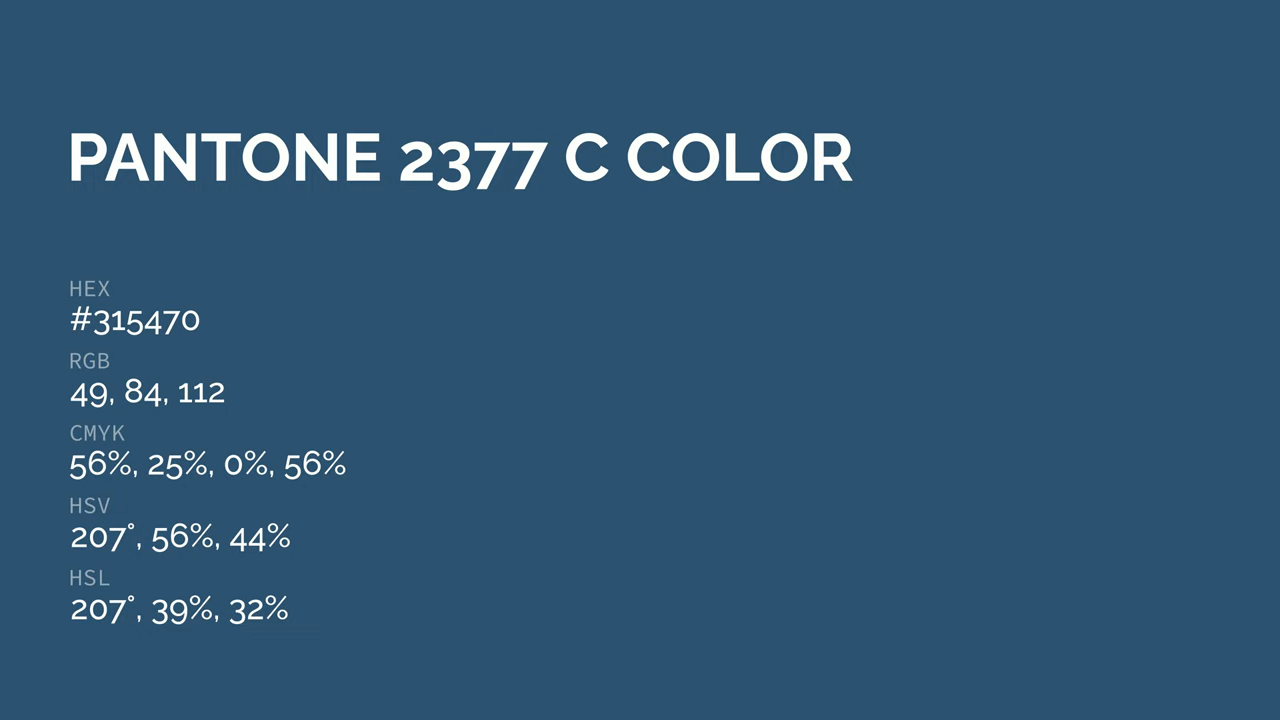 PANTONE 2377 C COLOR
HEX
#315470
RGB
49, 84, 112
CMYK
56%, 25%, 0%, 56%
HSV
207°, 56%, 44%
HSL
207°, 39%, 32%